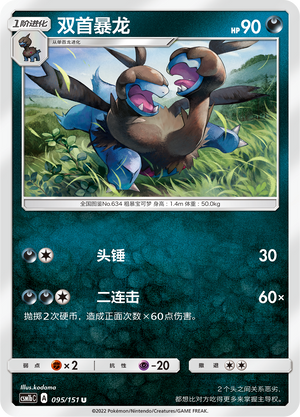 1阶进化
双首暴龙
HP90
从单首龙进化
全国图鉴No.634 粗暴宝可梦 身高：1.4m 体重：50.0kg
头锤 30
二连击 60×
抛掷2次硬币，造成正面次数×60点伤害。
弱点 ×2 抗性 -20 撤退
Illus.kodama
csm1bC A 095/151 U
2个头之间关系恶劣，
都想比对方吃得更多来掌握主导权。
©2022 Pokémon/Nintendo/Creatures/GAME FREAK.